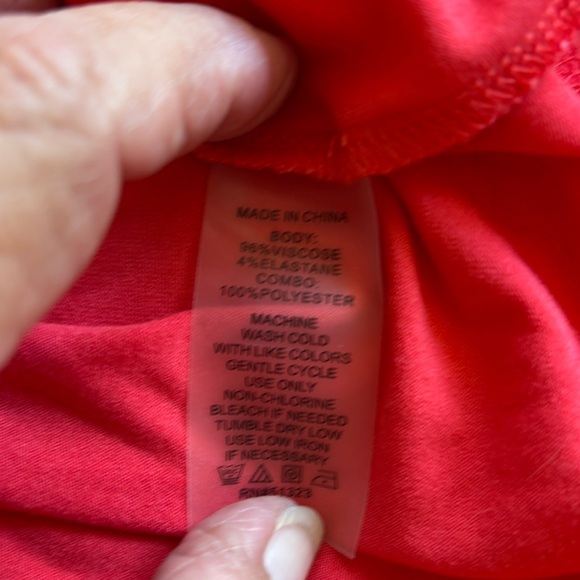 MADE IN CHINA
BODY:
96%VISCOSE
4%ELASTANE
COMBO:
100%POLYESTER
MACHINE
WASH COLD
WITH LIKE COLORS
GENTLE CYCLE
USE ONLY
NON-CHLORINE
BLEACH IF NEEDED
TUMBLE DRY LOW
USE LOW IRON
IF NECESSARY